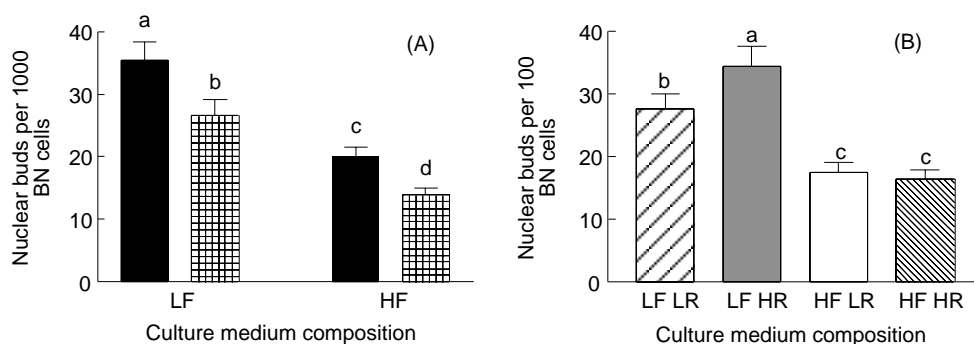 (A)
Nuclear buds per 1000
BN cells
40
30
20
10
0
a
b
c
d
LF
HF
Culture medium composition
(B)
Nuclear buds per 100
BN cells
40
30
20
10
0
b
a
c
c
LF LR
LF HR
HF LR
HF HR
Culture medium composition